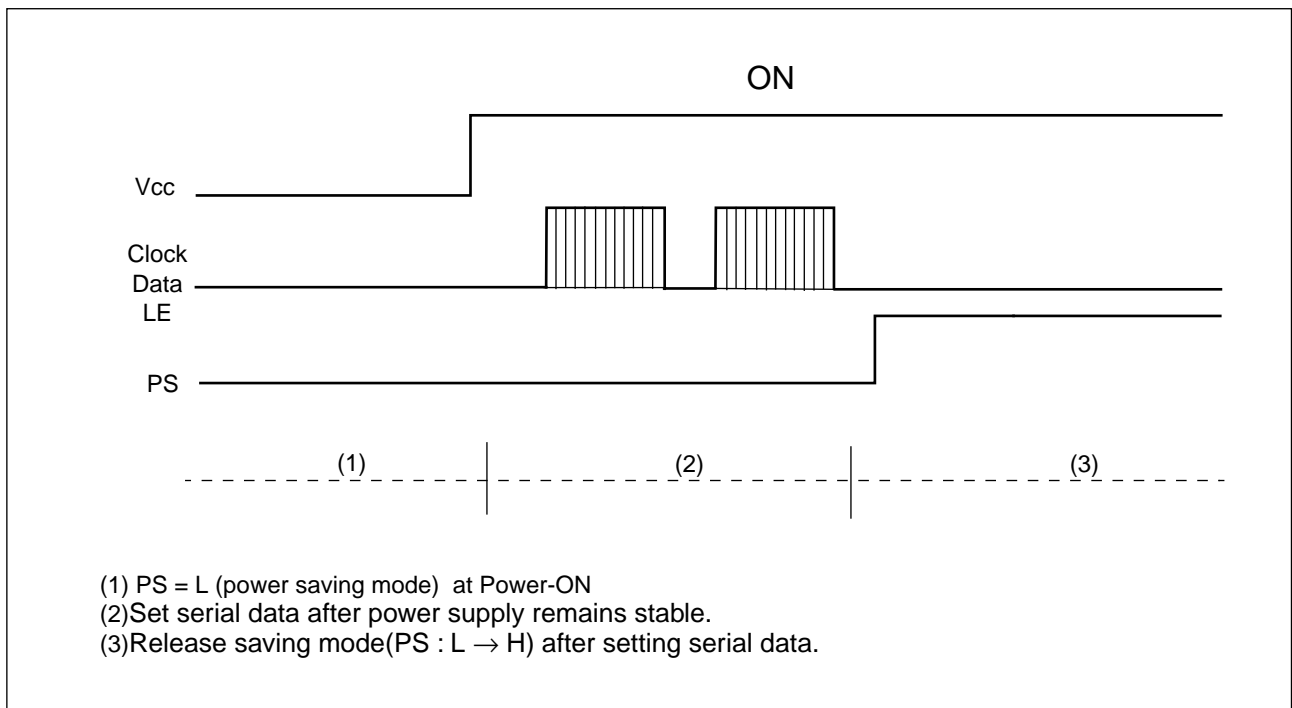 ON
Vcc
Clock
Data
LE
PS
(1) (2) (3)
(1) PS = L (power saving mode) at Power-ON
(2)Set serial data after power supply remains stable.
(3)Release saving mode(PS : L → H) after setting serial data.